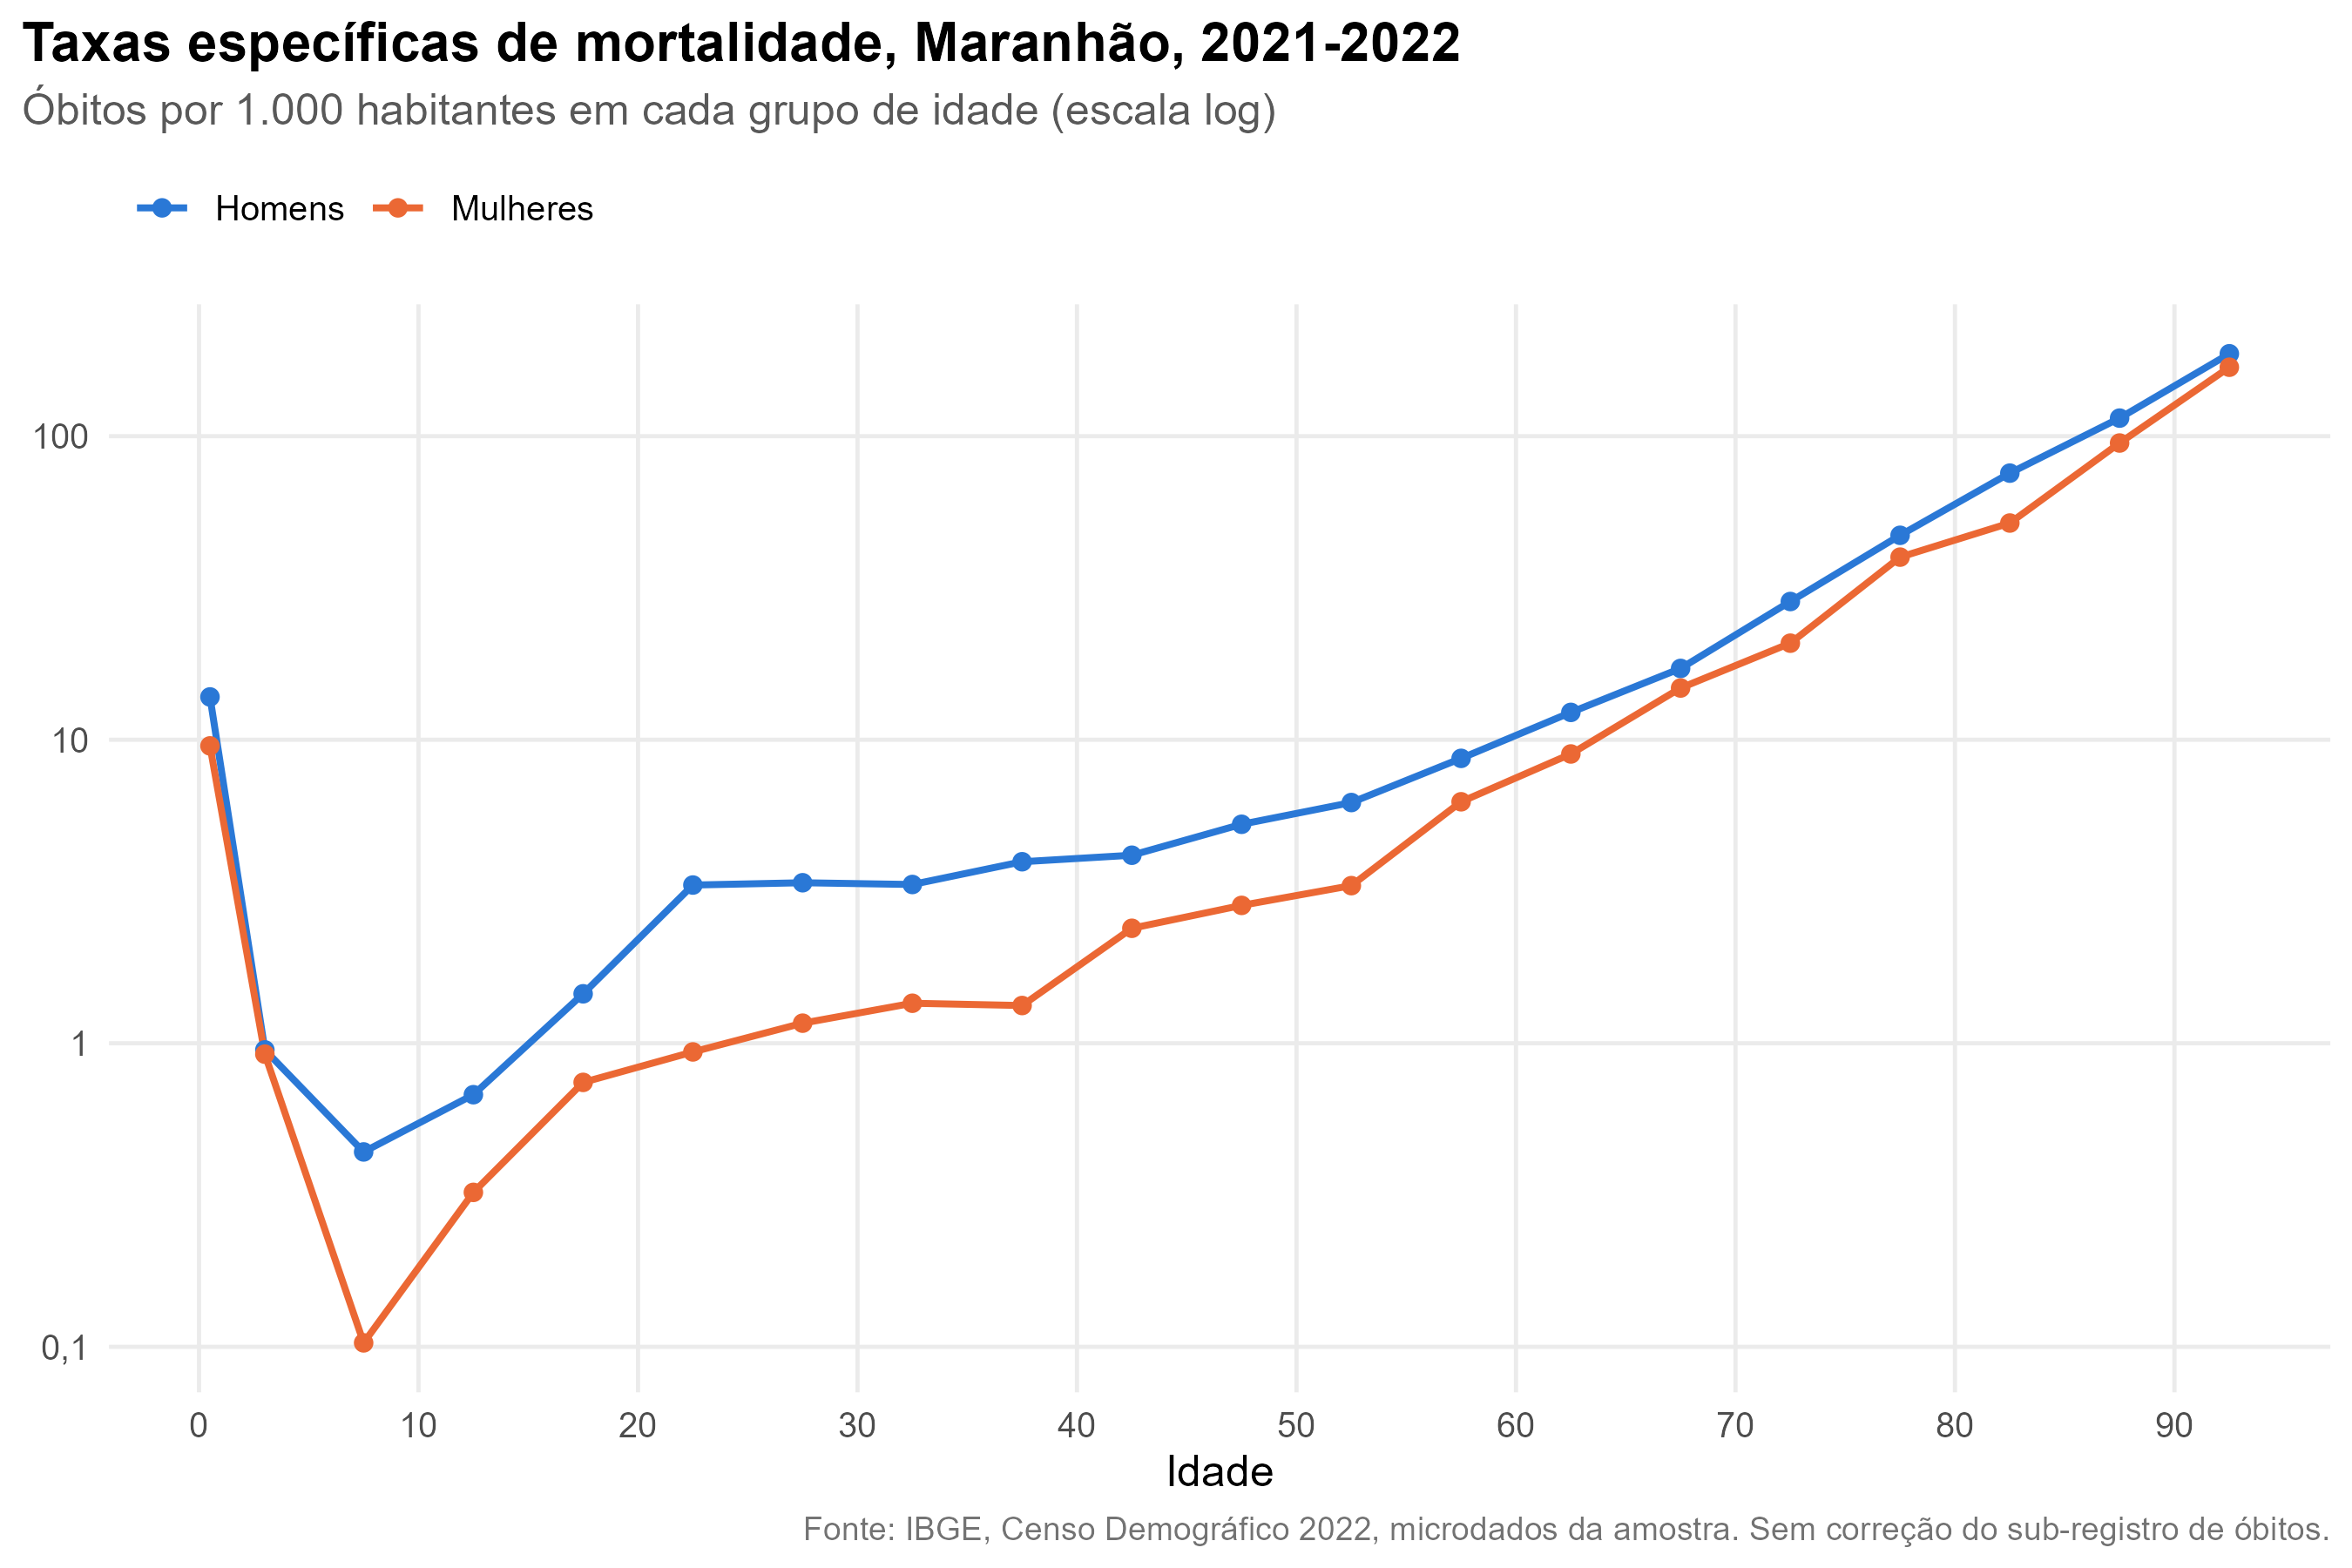 Taxas específicas de mortalidade, Maranhão, 2021-2022
Óbitos por 1.000 habitantes em cada grupo de idade (escala log)
Homens Mulheres
100
10
1
0,1
0 10 20 30 40 50 60 70 80 90
Idade
Fonte: IBGE, Censo Demográfico 2022, microdados da amostra. Sem correção do sub-registro de óbitos.